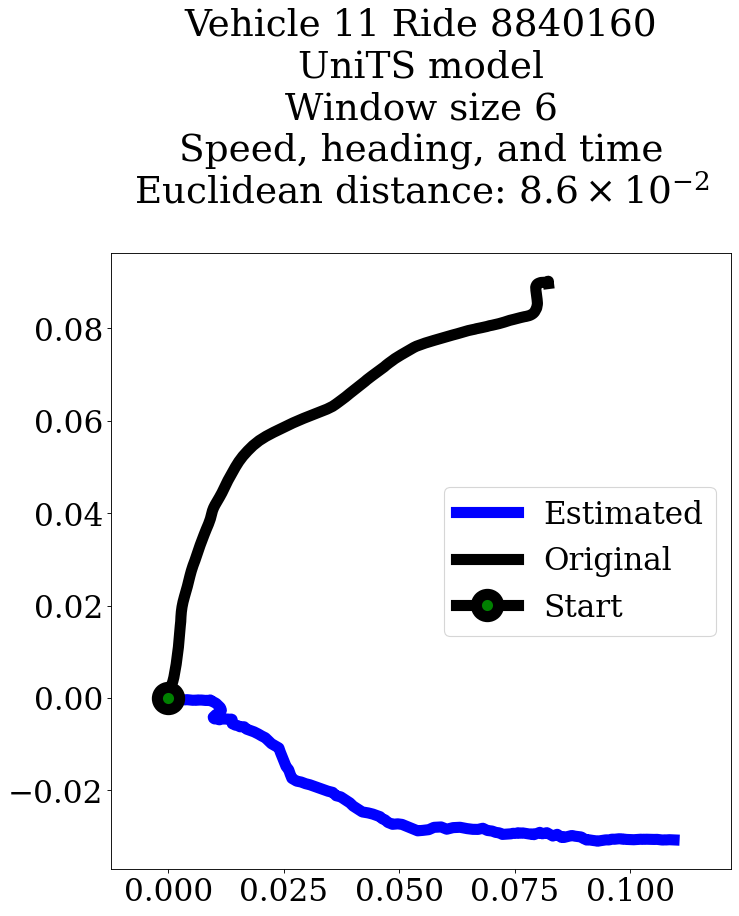 Vehicle 11 Ride 8840160
UniTS model
Window size 6
Speed, heading, and time
Euclidean distance: 8.6 × 10⁻²
0.08
0.06
0.04
0.02
0.00
−0.02
Estimated
Original
Start
0.000 0.025 0.050 0.075 0.100